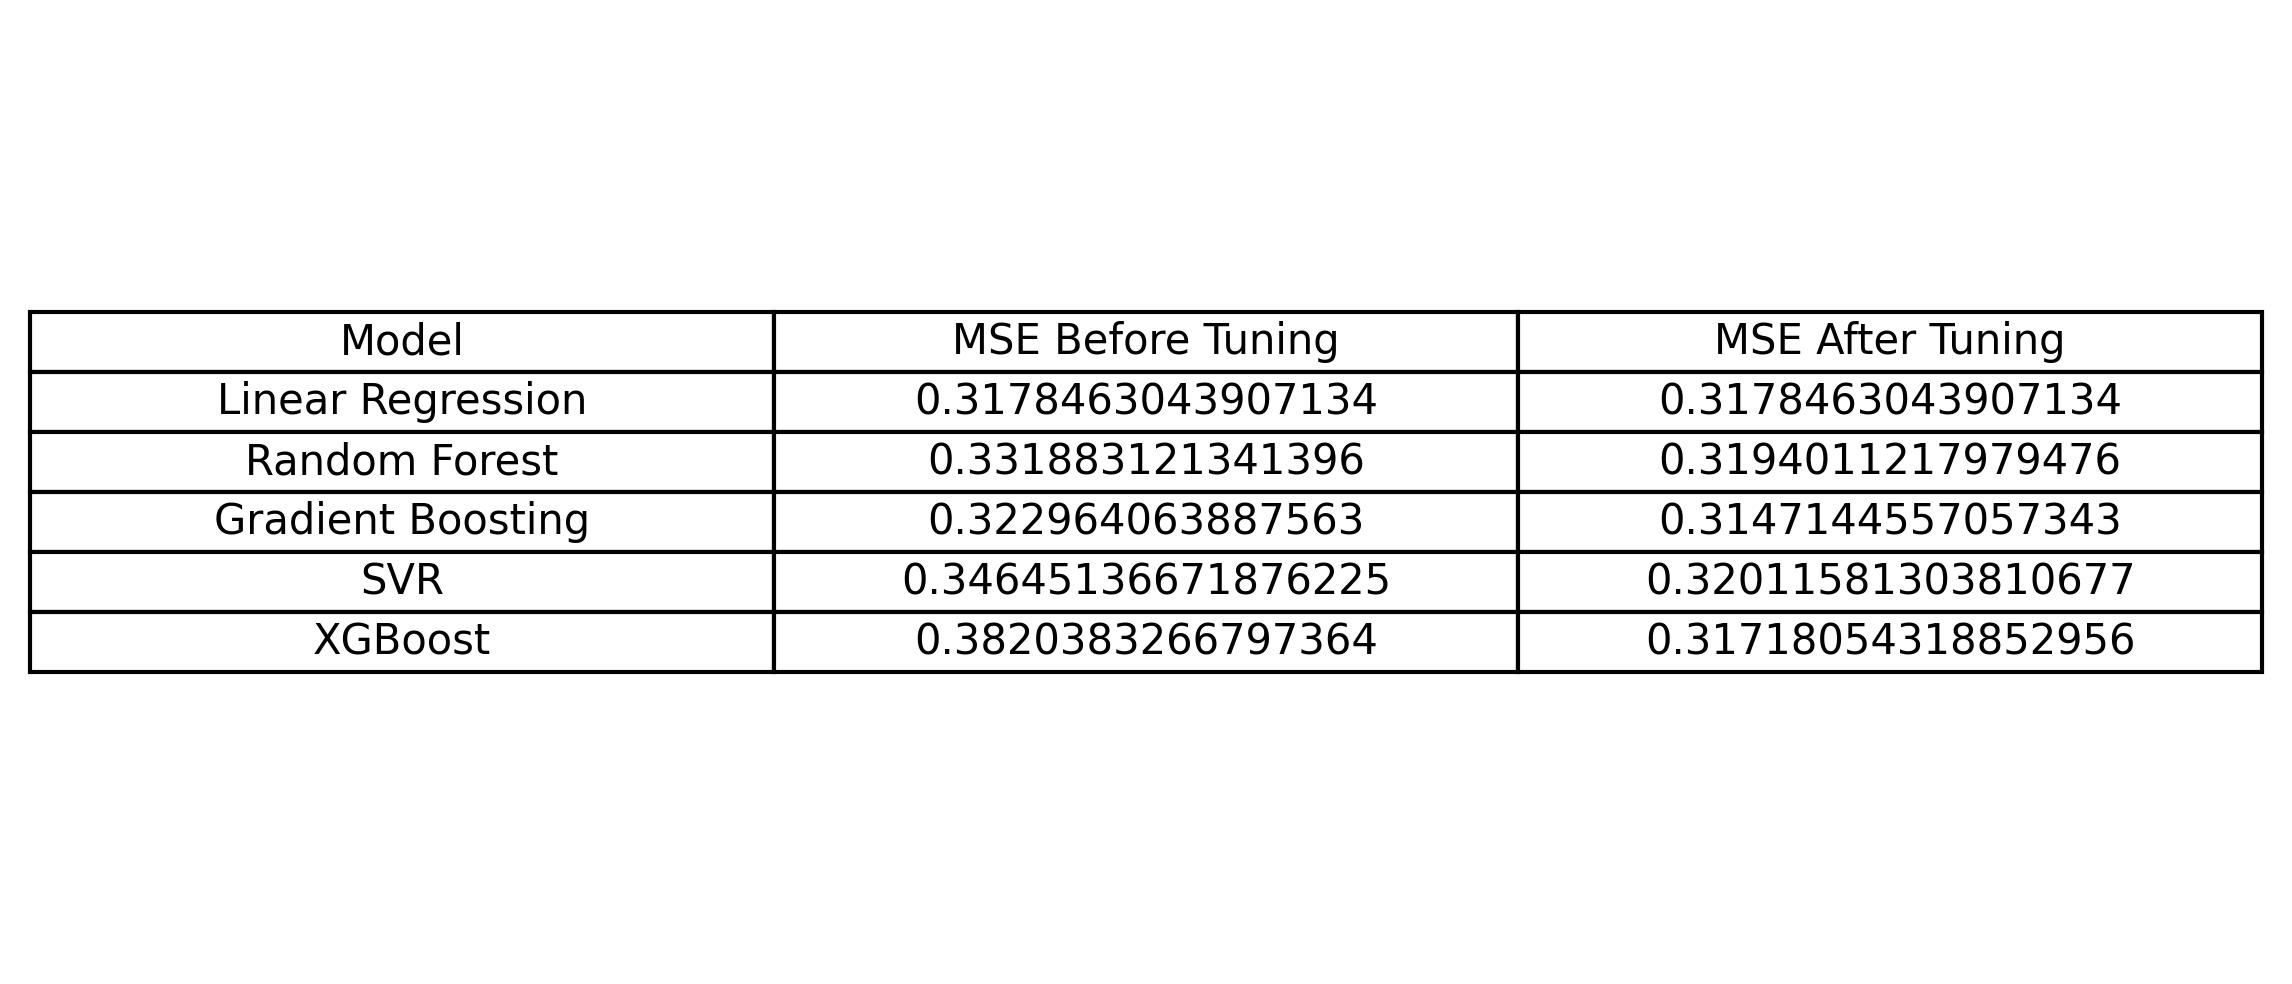 Model MSE Before Tuning MSE After Tuning
Linear Regression 0.3178463043907134 0.3178463043907134
Random Forest 0.331883121341396 0.3194011217979476
Gradient Boosting 0.322964063887563 0.3147144557057343
SVR 0.34645136671876225 0.32011581303810677
XGBoost 0.3820383266797364 0.31718054318852956